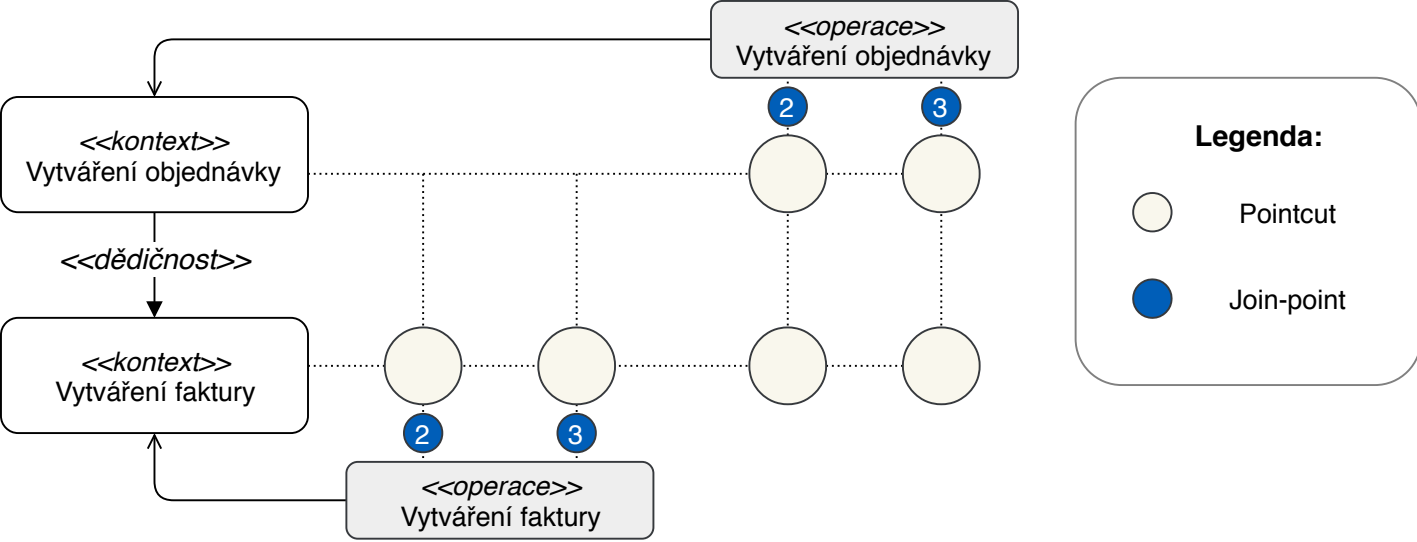 <<operace>>
Vytváření objednávky
2
3
<<kontext>>
Vytváření objednávky
<<dědičnost>>
<<kontext>>
Vytváření faktury
2
3
<<operace>>
Vytváření faktury
Legenda:
Pointcut
Join-point